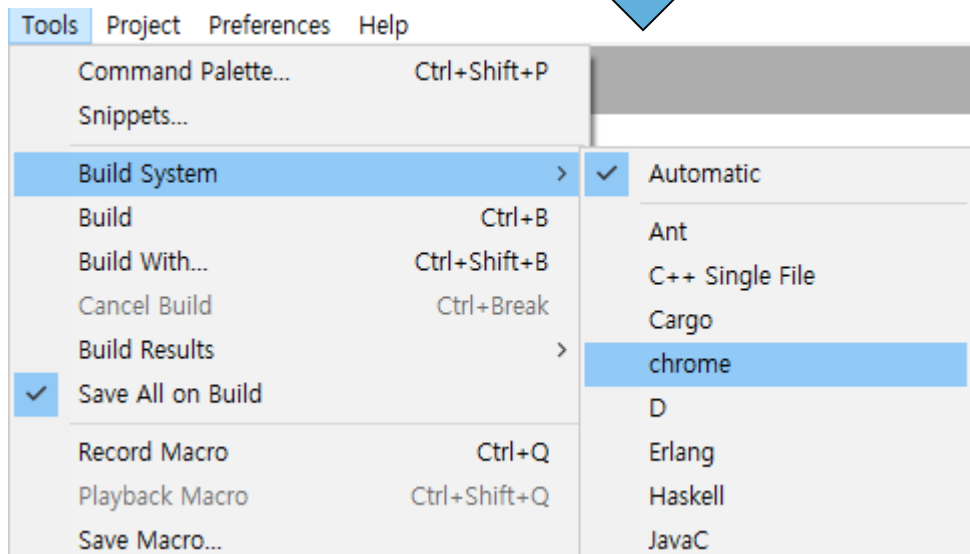 Tools Project Preferences Help
Command Palette... Ctrl+Shift+P
Snippets...
Build System
Build Ctrl+B
Build With... Ctrl+Shift+B
Cancel Build Ctrl+Break
Build Results
Save All on Build
Record Macro Ctrl+Q
Playback Macro Ctrl+Shift+Q
Save Macro...
Automatic
Ant
C++ Single File
Cargo
chrome
D
Erlang
Haskell
JavaC